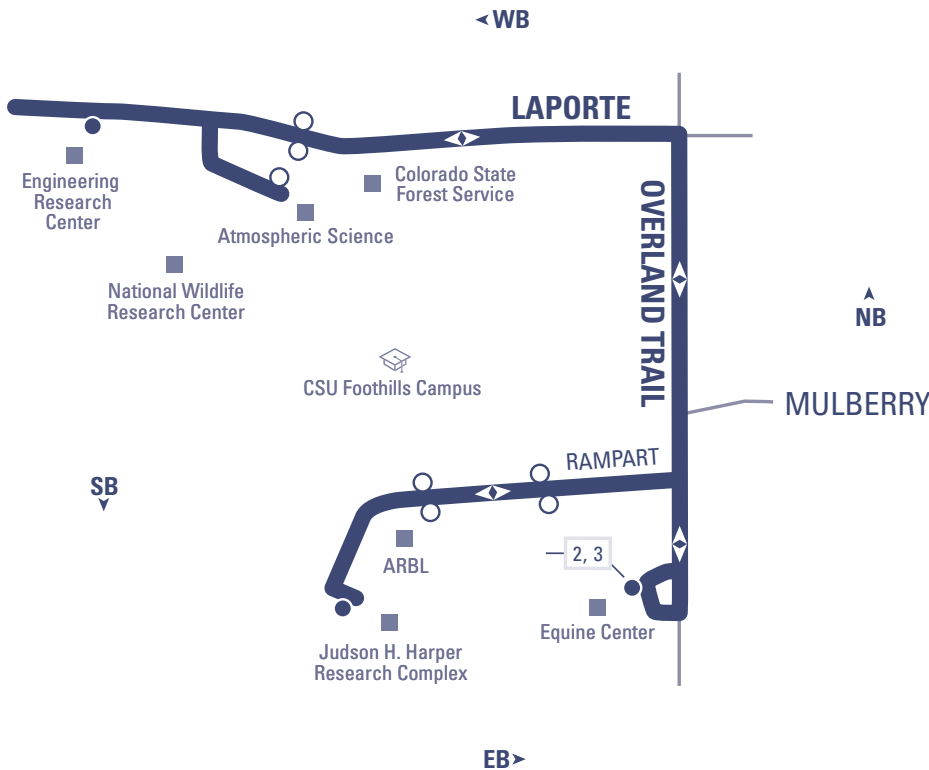 WB
LAPORTE
Colorado State
Forest Service
Engineering
Research
Center
Atmospheric Science
OVERLAND TRAIL
National Wildlife
Research Center
NB
CSU Foothills Campus
MULBERRY
RAMPART
SB
2, 3
ARBL
Equine Center
Judson H. Harper
Research Complex
EB